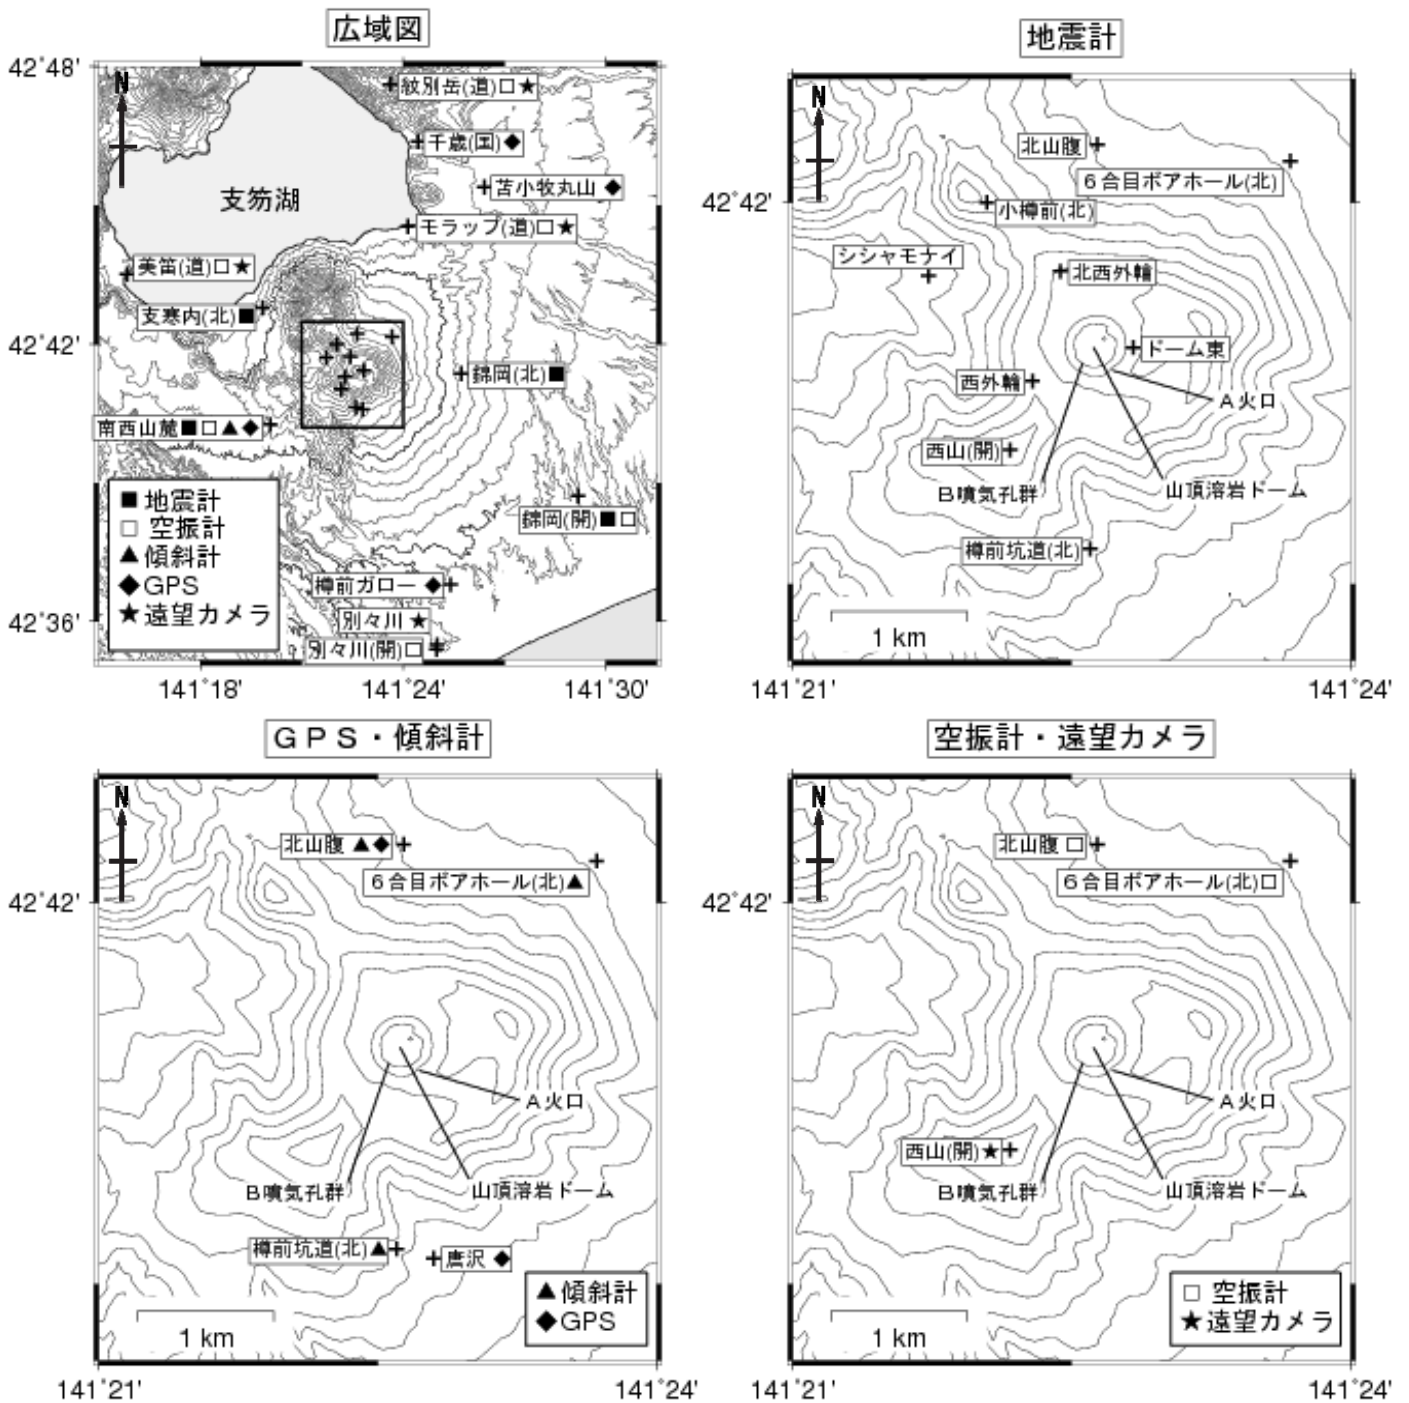 広域図
42°48'
N
紋別岳(道)□★
千歳(国)◆
苫小牧丸山 ◆
支笏湖
モラップ(道)□★
美笛(道)□★
支寒内(北)■
42°42'
錦岡(北)■
南西山麓■□▲◆
錦岡(開)■□
■ 地震計
□ 空振計
▲ 傾斜計
◆ GPS
★ 遠望カメラ
樽前ガロー ◆
42°36'
別々川 ★
別々川(開)□
141°18'
141°24'
141°30'
地震計
N
北山腹
6合目ボアホール(北)
42°42'
小樽前(北)
シシャモナイ
北西外輪
ドーム東
西外輪
A火口
西山(開)
B噴気孔群
山頂溶岩ドーム
樽前坑道(北)
1 km
141°21'
141°24'
GPS・傾斜計
N
北山腹 ▲◆
6合目ボアホール(北)▲
42°42'
A火口
B噴気孔群
山頂溶岩ドーム
樽前坑道(北)▲
唐沢 ◆
▲ 傾斜計
◆ GPS
1 km
141°21'
141°24'
空振計・遠望カメラ
N
北山腹 □
6合目ボアホール(北)□
42°42'
A火口
西山(開)★
B噴気孔群
山頂溶岩ドーム
□ 空振計
★ 遠望カメラ
1 km
141°21'
141°24'